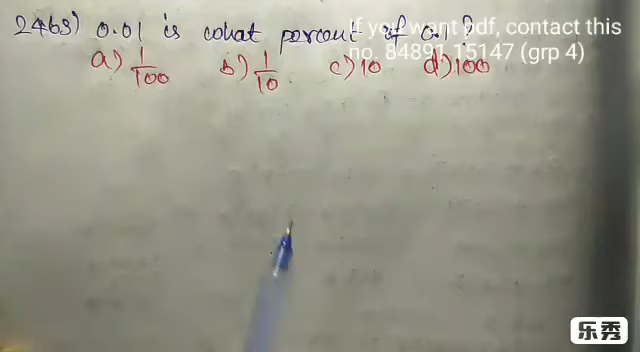 2463) 0.01 is what percent of 0.1?
a) 1/100 b) 1/10 c) 10 d) 100
If you want pdf, contact this
no. 84891 15147 (grp 4)
乐秀